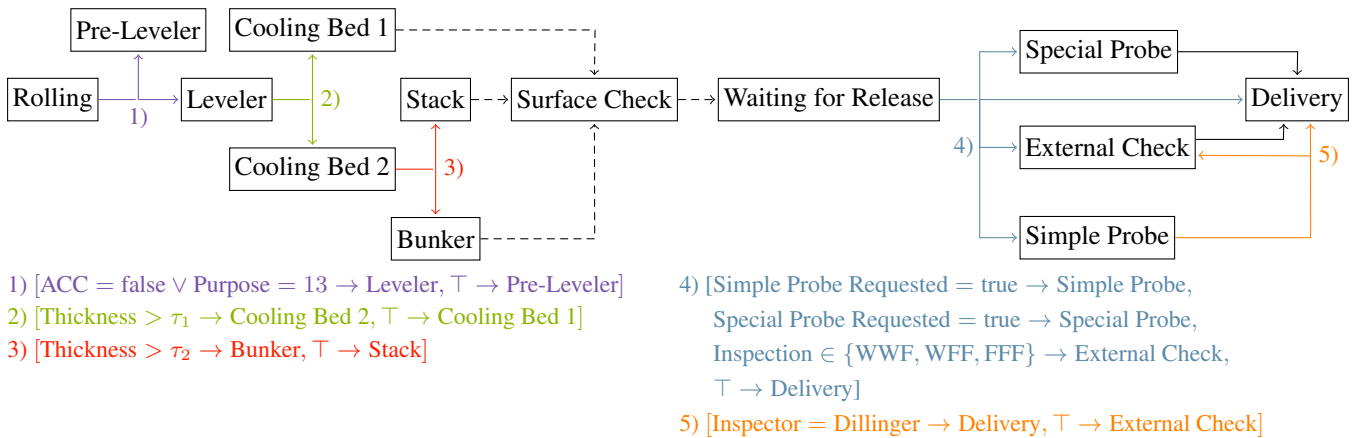 Pre-Leveler
Cooling Bed 1
Special Probe
Rolling
1)
Leveler
2)
Stack
Surface Check
Waiting for Release
Delivery
Cooling Bed 2
3)
4)
External Check
5)
Bunker
Simple Probe
1) [ACC = false ∨ Purpose = 13 → Leveler, ⊤ → Pre-Leveler]
2) [Thickness > τ₁ → Cooling Bed 2, ⊤ → Cooling Bed 1]
3) [Thickness > τ₂ → Bunker, ⊤ → Stack]
4) [Simple Probe Requested = true → Simple Probe,
Special Probe Requested = true → Special Probe,
Inspection ∈ {WWF, WFF, FFF} → External Check,
⊤ → Delivery]
5) [Inspector = Dillinger → Delivery, ⊤ → External Check]